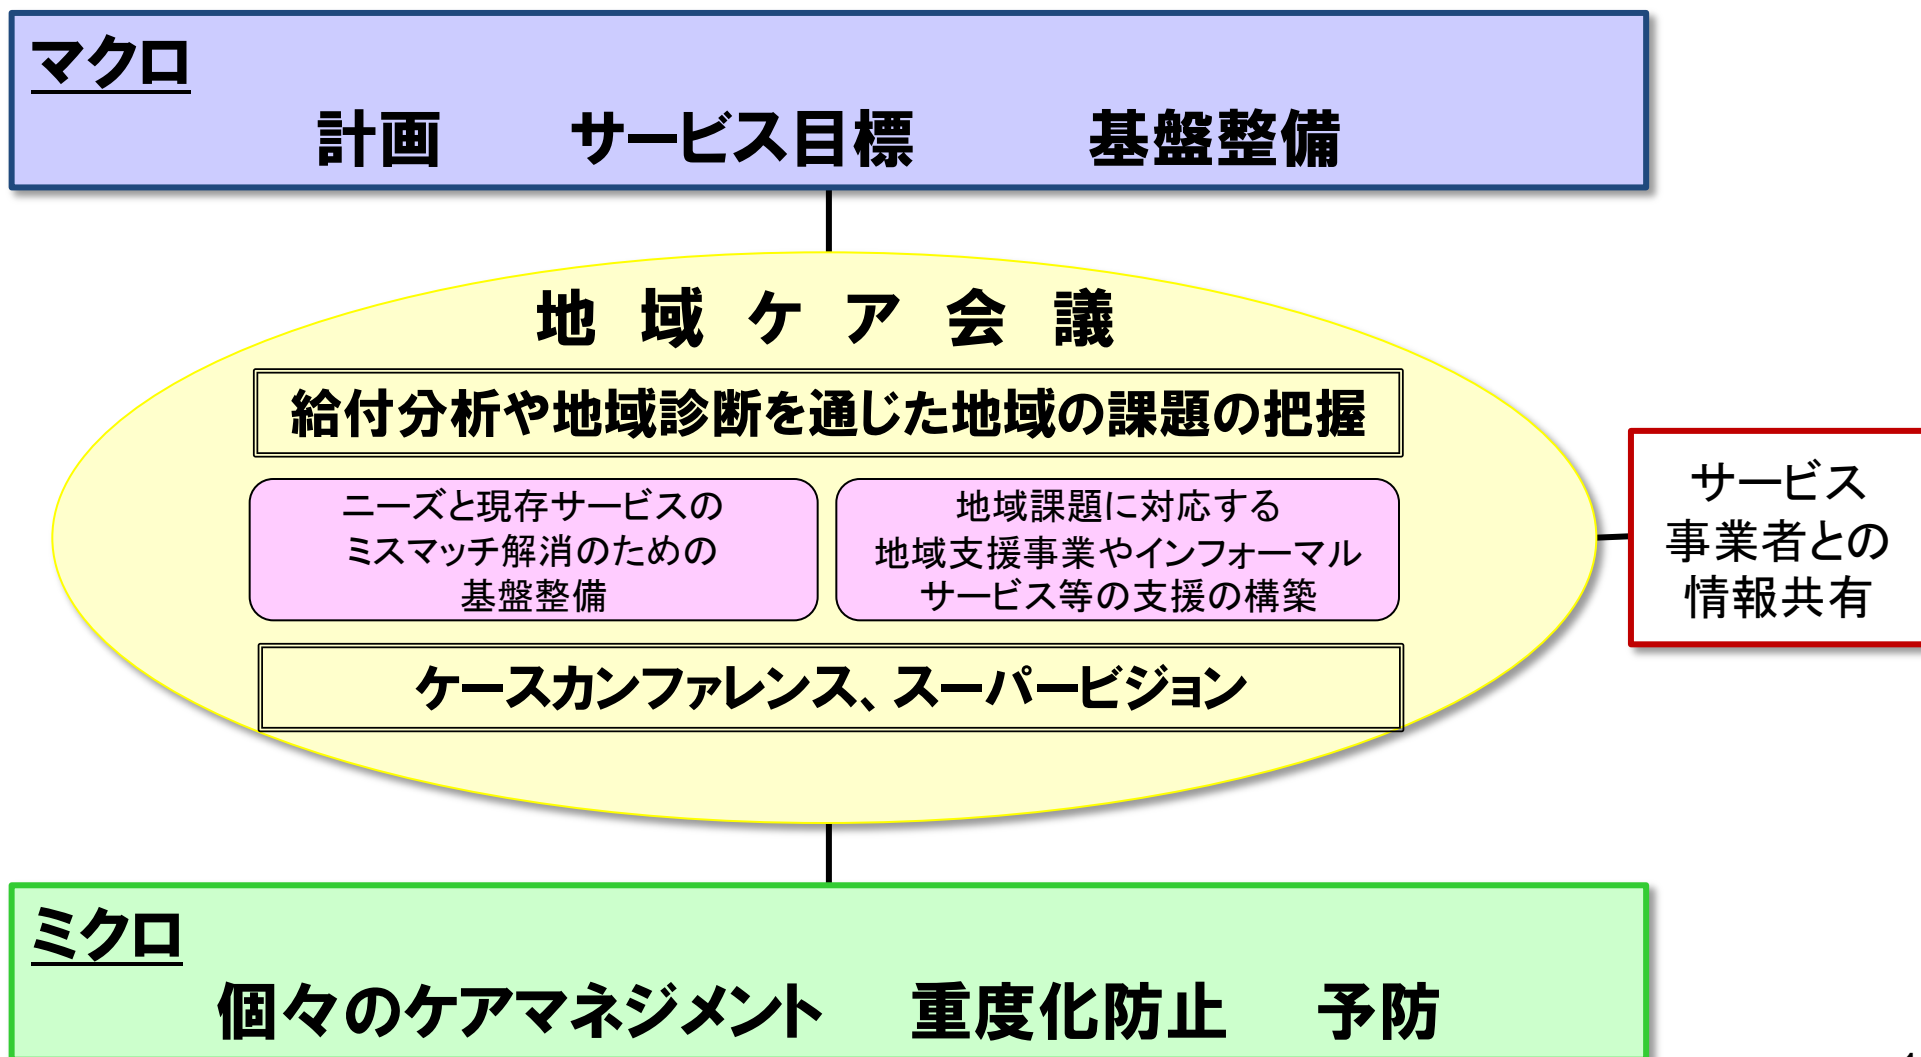 マクロ
計画 サービス目標 基盤整備
地域ケア会議
給付分析や地域診断を通じた地域の課題の把握
ニーズと現存サービスの
ミスマッチ解消のための
基盤整備
地域課題に対応する
地域支援事業やインフォーマル
サービス等の支援の構築
ケースカンファレンス、スーパービジョン
サービス
事業者との
情報共有
ミクロ
個々のケアマネジメント 重度化防止 予防